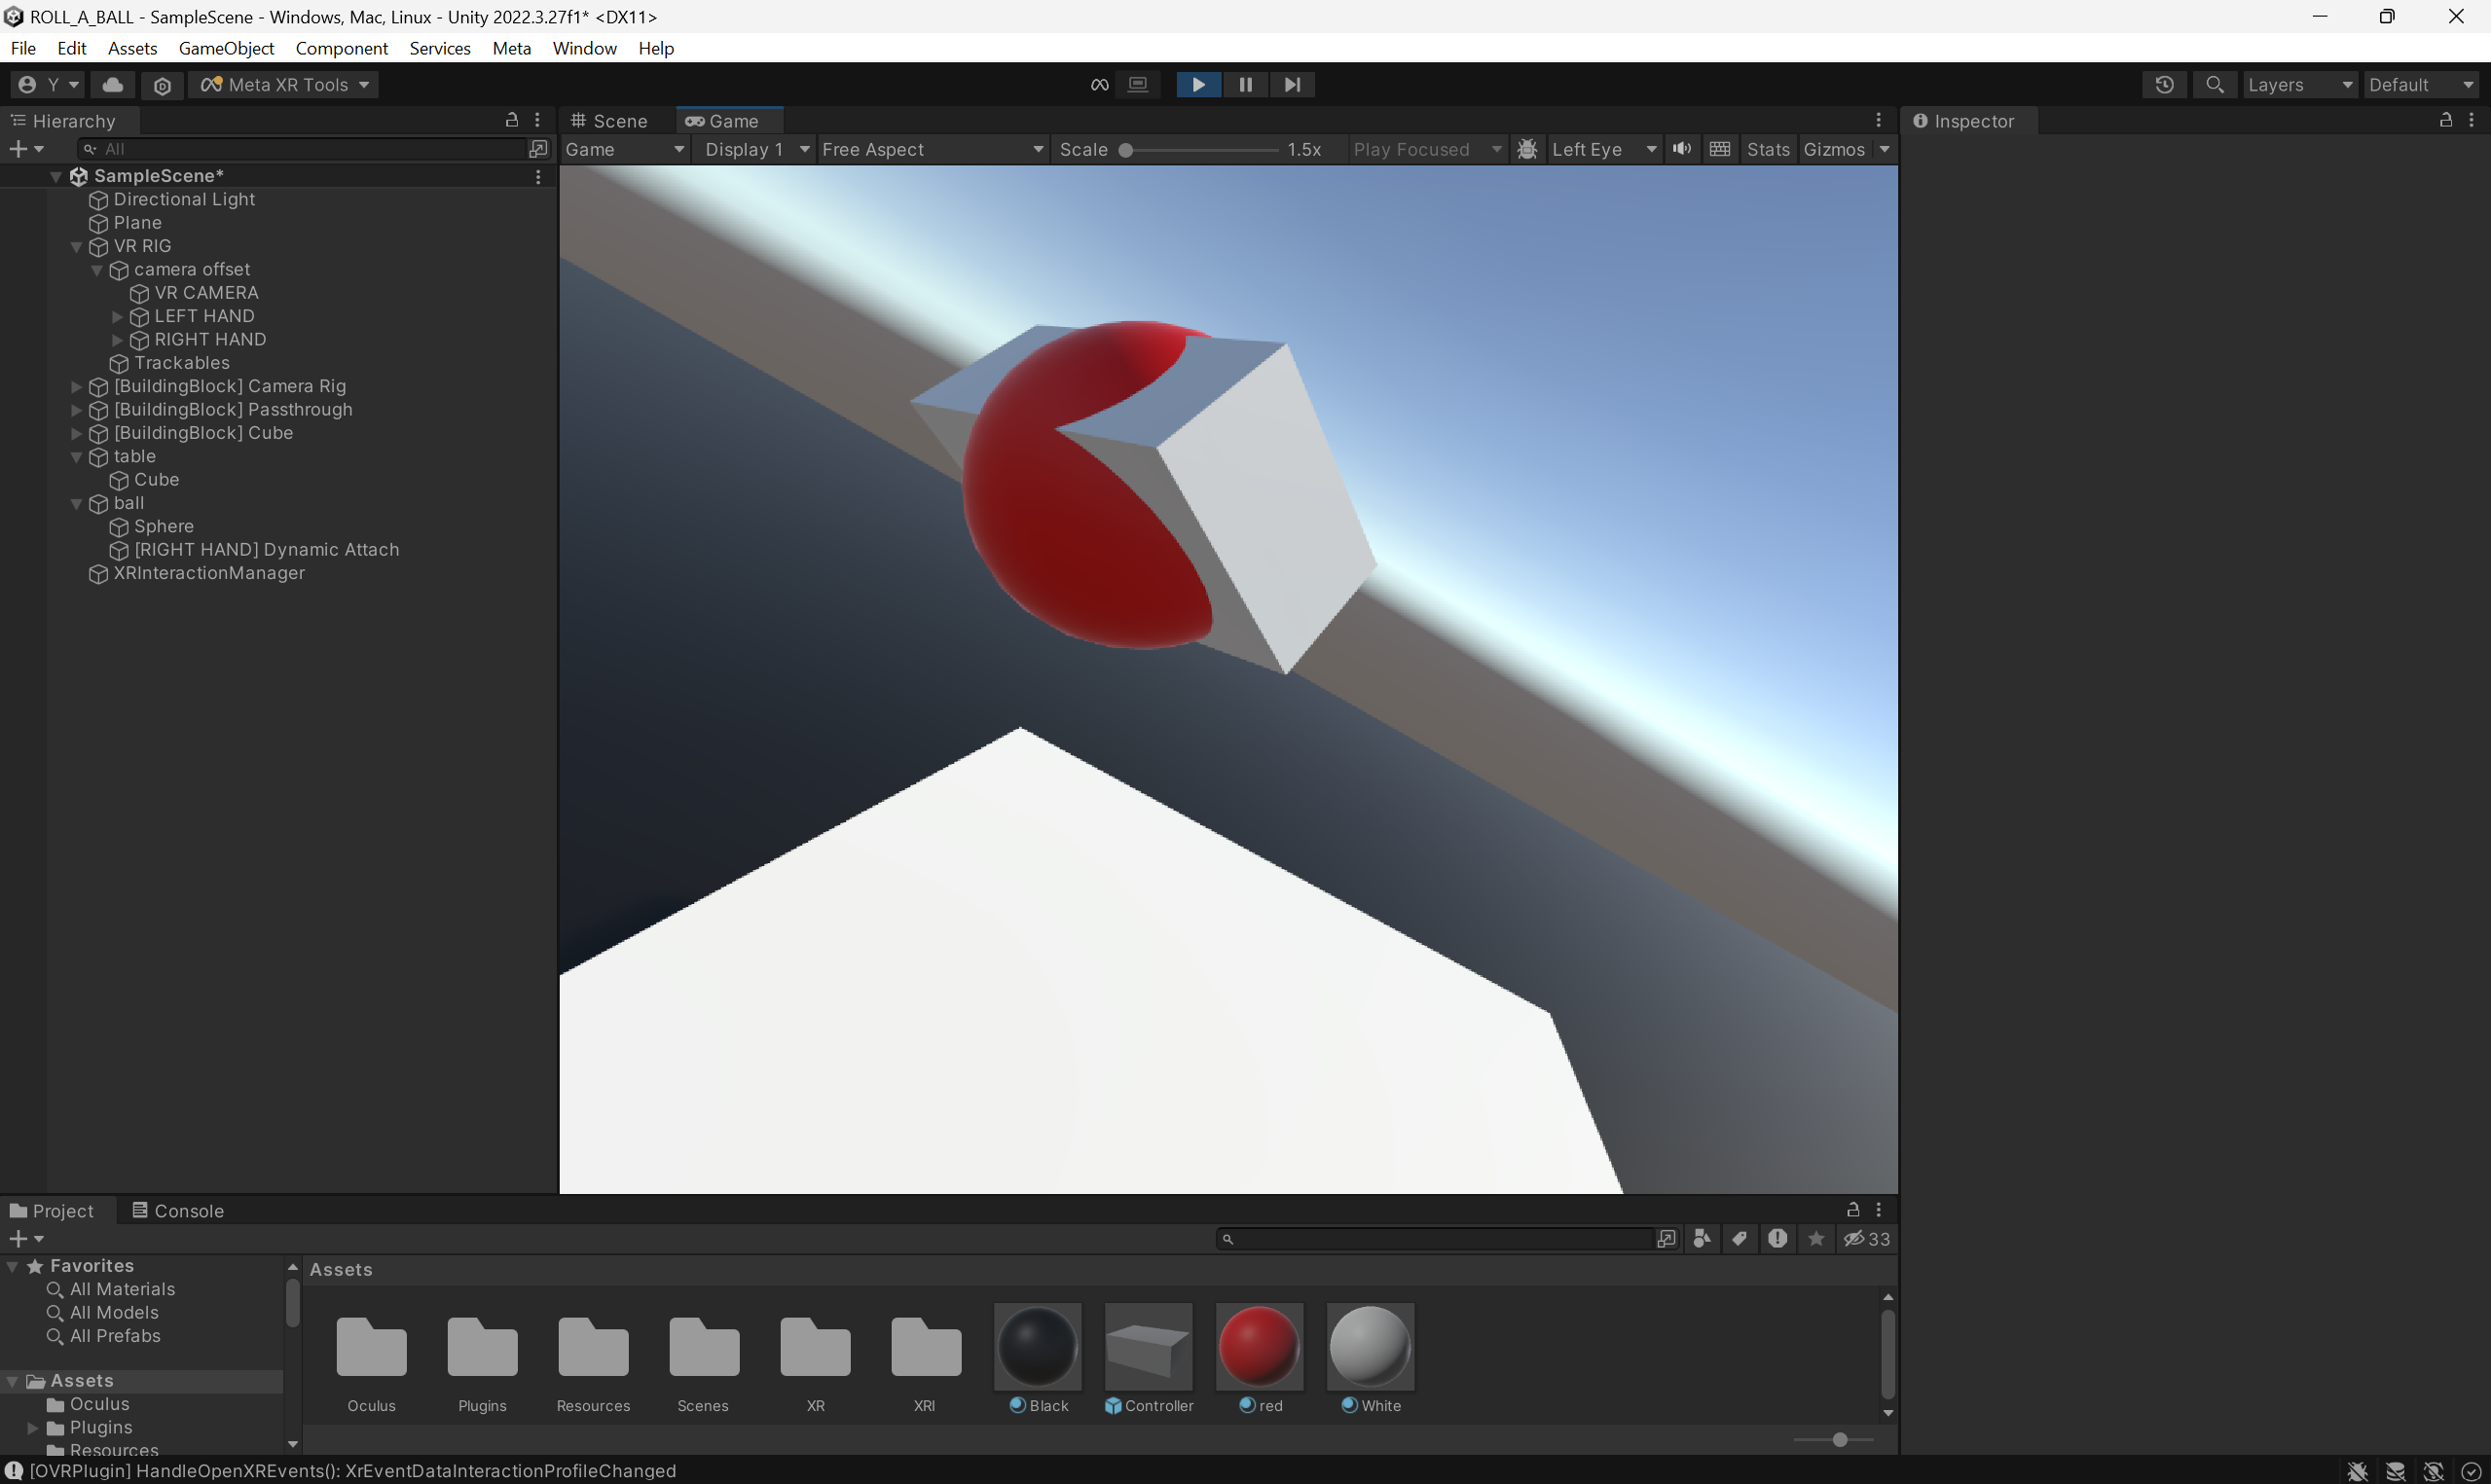 ROLL_A_BALL - SampleScene - Windows, Mac, Linux - Unity 2022.3.27f1* <DX11>
File Edit Assets GameObject Component Services Meta Window Help
Y Meta XR Tools Layers Default
Hierarchy
All
SampleScene*
Directional Light
Plane
VR RIG
camera offset
VR CAMERA
LEFT HAND
RIGHT HAND
Trackables
[BuildingBlock] Camera Rig
[BuildingBlock] Passthrough
[BuildingBlock] Cube
table
Cube
ball
Sphere
[RIGHT HAND] Dynamic Attach
XRInteractionManager
Scene Game
Game Display 1 Free Aspect Scale 1.5x Play Focused Left Eye Stats Gizmos
Inspector
Project Console
33
Favorites
All Materials
All Models
All Prefabs
Assets
Oculus
Plugins
Resources
Assets
Oculus Plugins Resources Scenes XR XRI Black Controller red White
[OVRPlugin] HandleOpenXREvents(): XrEventDataInteractionProfileChanged